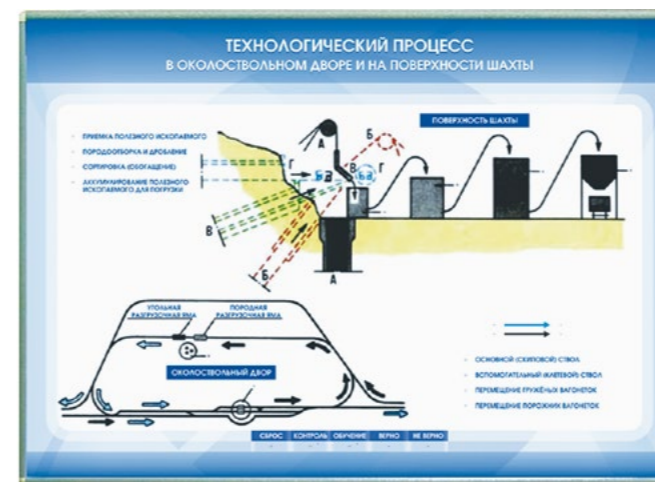 ТЕХНОЛОГИЧЕСКИЙ ПРОЦЕСС
В ОКОЛОСТВОЛЬНОМ ДВОРЕ И НА ПОВЕРХНОСТИ ШАХТЫ
ПРИЕМКА ПОЛЕЗНОГО ИСКОПАЕМОГО
ПОРОДООТБОРКА И ДРОБЛЕНИЕ
СОРТИРОВКА (ОБОГАЩЕНИЕ)
АККУМУЛИРОВАНИЕ ПОЛЕЗНОГО
ИСКОПАЕМОГО ДЛЯ ПОГРУЗКИ
ПОВЕРХНОСТЬ ШАХТЫ
А
Б
Г
В
Г
В
Б
А
УГОЛЬНАЯ
РАЗГРУЗОЧНАЯ ЯМА
ПОРОДНАЯ
РАЗГРУЗОЧНАЯ ЯМА
ОКОЛОСТВОЛЬНЫЙ ДВОР
ОСНОВНОЙ (СКИПОВОЙ) СТВОЛ
ВСПОМОГАТЕЛЬНЫЙ (КЛЕТЕВОЙ) СТВОЛ
ПЕРЕМЕЩЕНИЕ ГРУЖЁНЫХ ВАГОНЕТОК
ПЕРЕМЕЩЕНИЕ ПОРОЖНИХ ВАГОНЕТОК
СБРОС КОНТРОЛЬ ОБУЧЕНИЕ ВЕРНО НЕ ВЕРНО